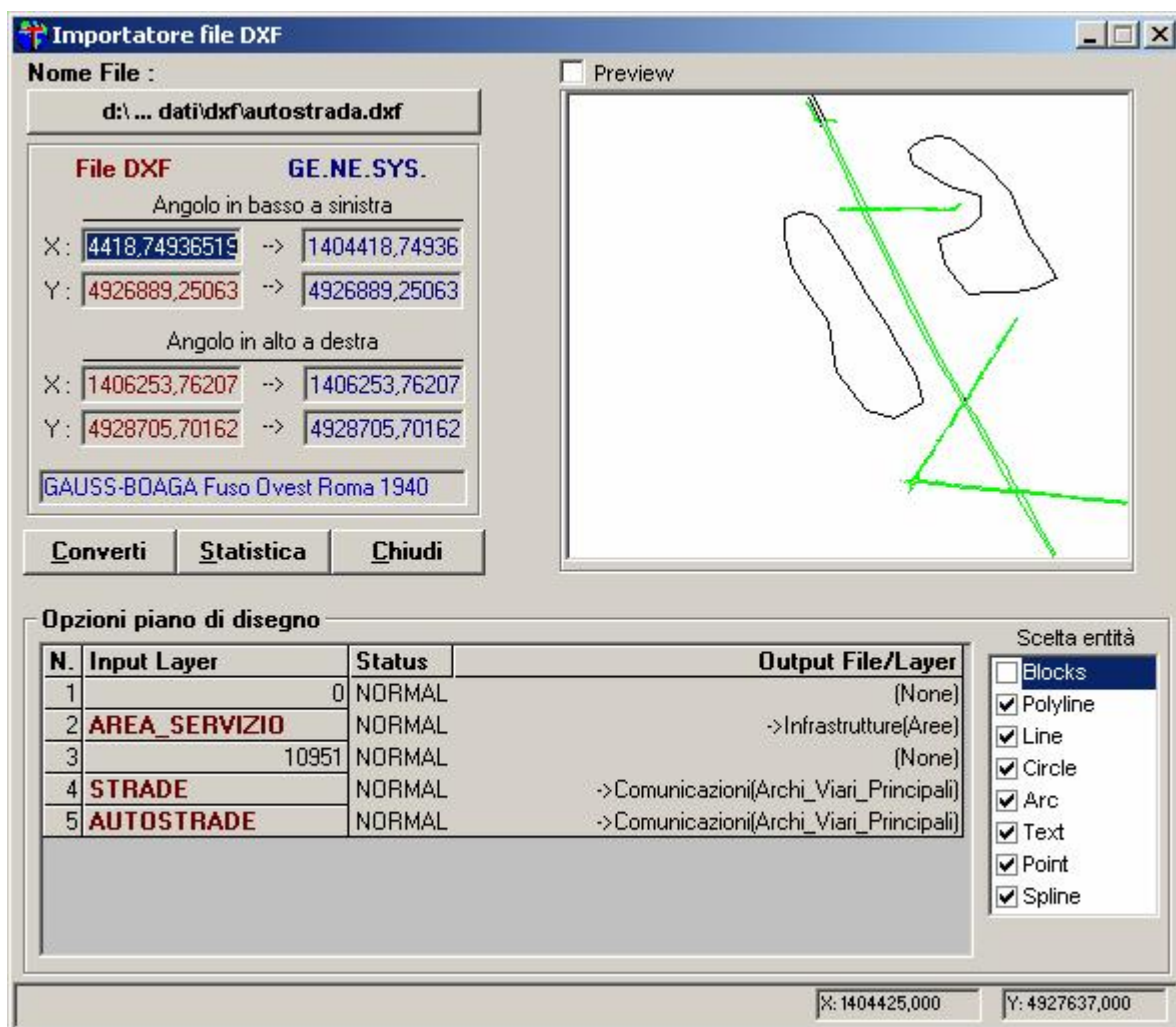 Importatore file DXF
Nome File :
d:\ ... dati\dxf\autostrada.dxf
Preview
File DXF GE.NE.SYS.
Angolo in basso a sinistra
X : 4418,74936519 --> 1404418,74936
Y : 4926889,25063 --> 4926889,25063
Angolo in alto a destra
X : 1406253,76207 --> 1406253,76207
Y : 4928705,70162 --> 4928705,70162
GAUSS-BOAGA Fuso Ovest Roma 1940
Converti Statistica Chiudi
Opzioni piano di disegno
N. Input Layer Status Output File/Layer
1 0 NORMAL (None)
2 AREA_SERVIZIO NORMAL ->Infrastrutture(Aree)
3 10951 NORMAL (None)
4 STRADE NORMAL ->Comunicazioni(Archi_Viari_Principali)
5 AUTOSTRADE NORMAL ->Comunicazioni(Archi_Viari_Principali)
Scelta entità
Blocks
Polyline
Line
Circle
Arc
Text
Point
Spline
X: 1404425,000 Y: 4927637,000